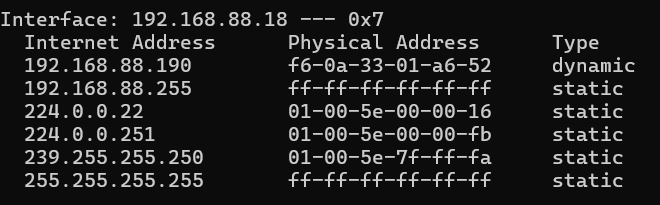 Interface: 192.168.88.18 --- 0x7
  Internet Address      Physical Address      Type
  192.168.88.190        f6-0a-33-01-a6-52     dynamic
  192.168.88.255        ff-ff-ff-ff-ff-ff     static
  224.0.0.22            01-00-5e-00-00-16     static
  224.0.0.251           01-00-5e-00-00-fb     static
  239.255.255.250       01-00-5e-7f-ff-fa     static
  255.255.255.255       ff-ff-ff-ff-ff-ff     static